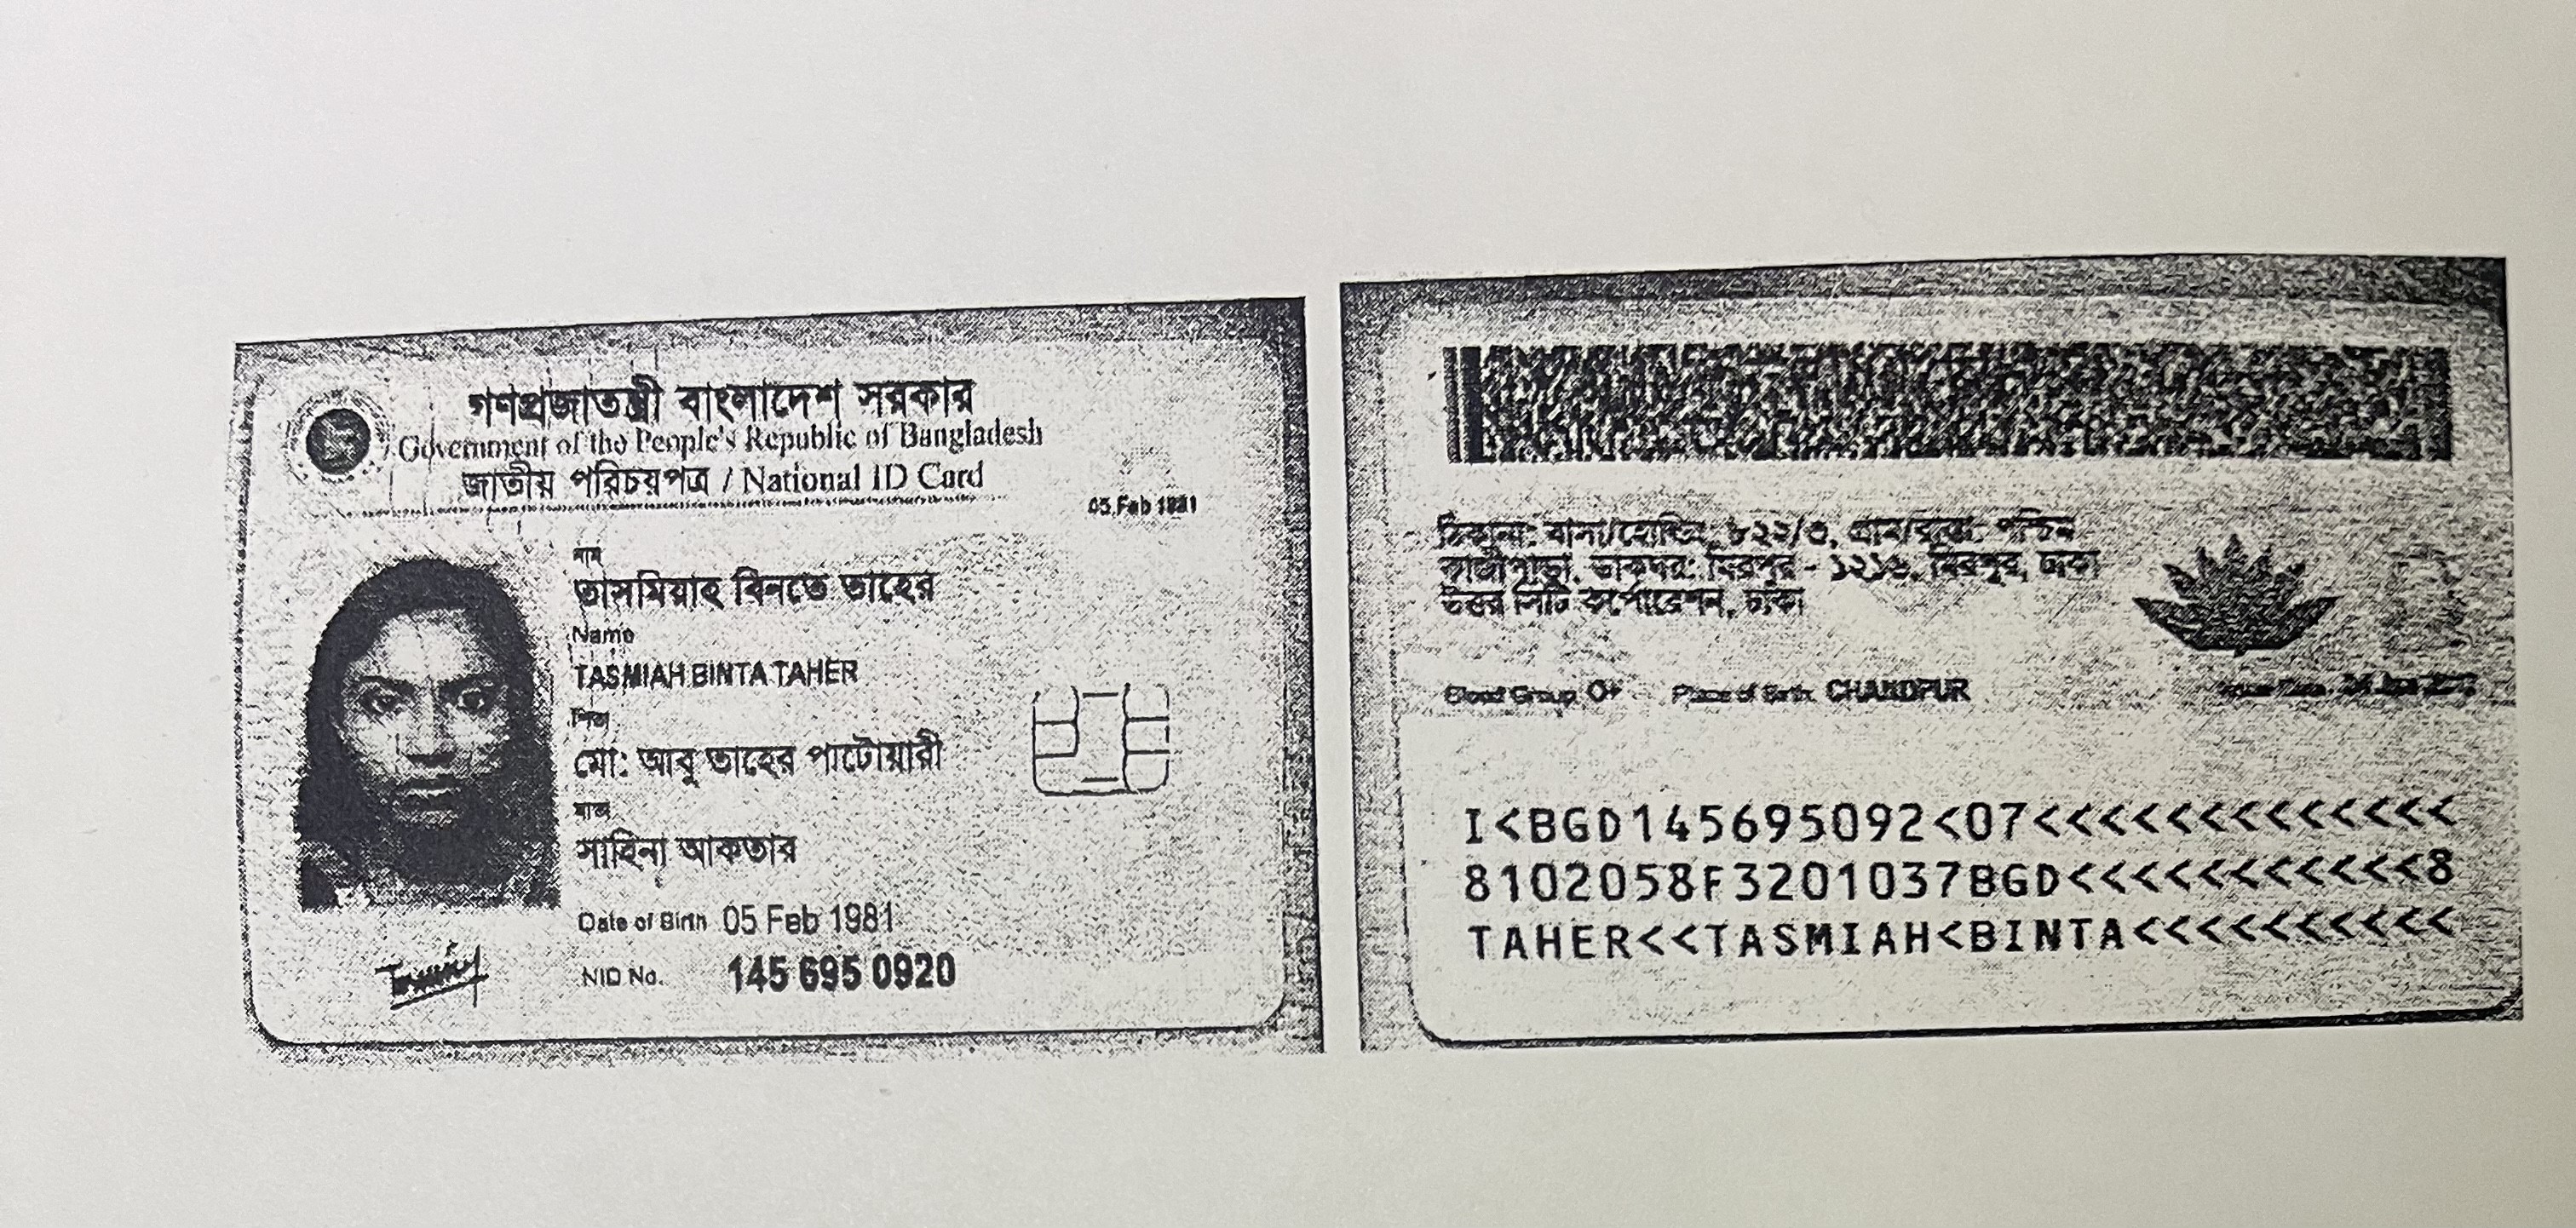 গণপ্রজাতন্ত্রী বাংলাদেশ সরকার
Government of the People's Republic of Bangladesh
জাতীয় পরিচয়পত্র / National ID Card
05 Feb 1981
নাম
তাসমিয়াহ বিনতে তাহের
Name
TASMIAH BINTA TAHER
পিতা
মো: আবু তাহের পাটোয়ারী
মাতা
সাহিনা আকতার
Date of Birth 05 Feb 1981
NID No. 145 695 0920
ঠিকানা: বাসা/হোল্ডিং: ৮২২/৩, গ্রাম/রাস্তা: পশ্চিম
কাজীপাড়া, ডাকঘর: মিরপুর - ১২১৬, মিরপুর, ঢাকা
উত্তর সিটি কর্পোরেশন, ঢাকা
Blood Group: O+ Place of Birth: CHANDPUR
Issue Date:
I<BGD145695092<07<<<<<<<<<<<<<
8102058F3201037BGD<<<<<<<<<<<8
TAHER<<TASMIAH<BINTA<<<<<<<<<<